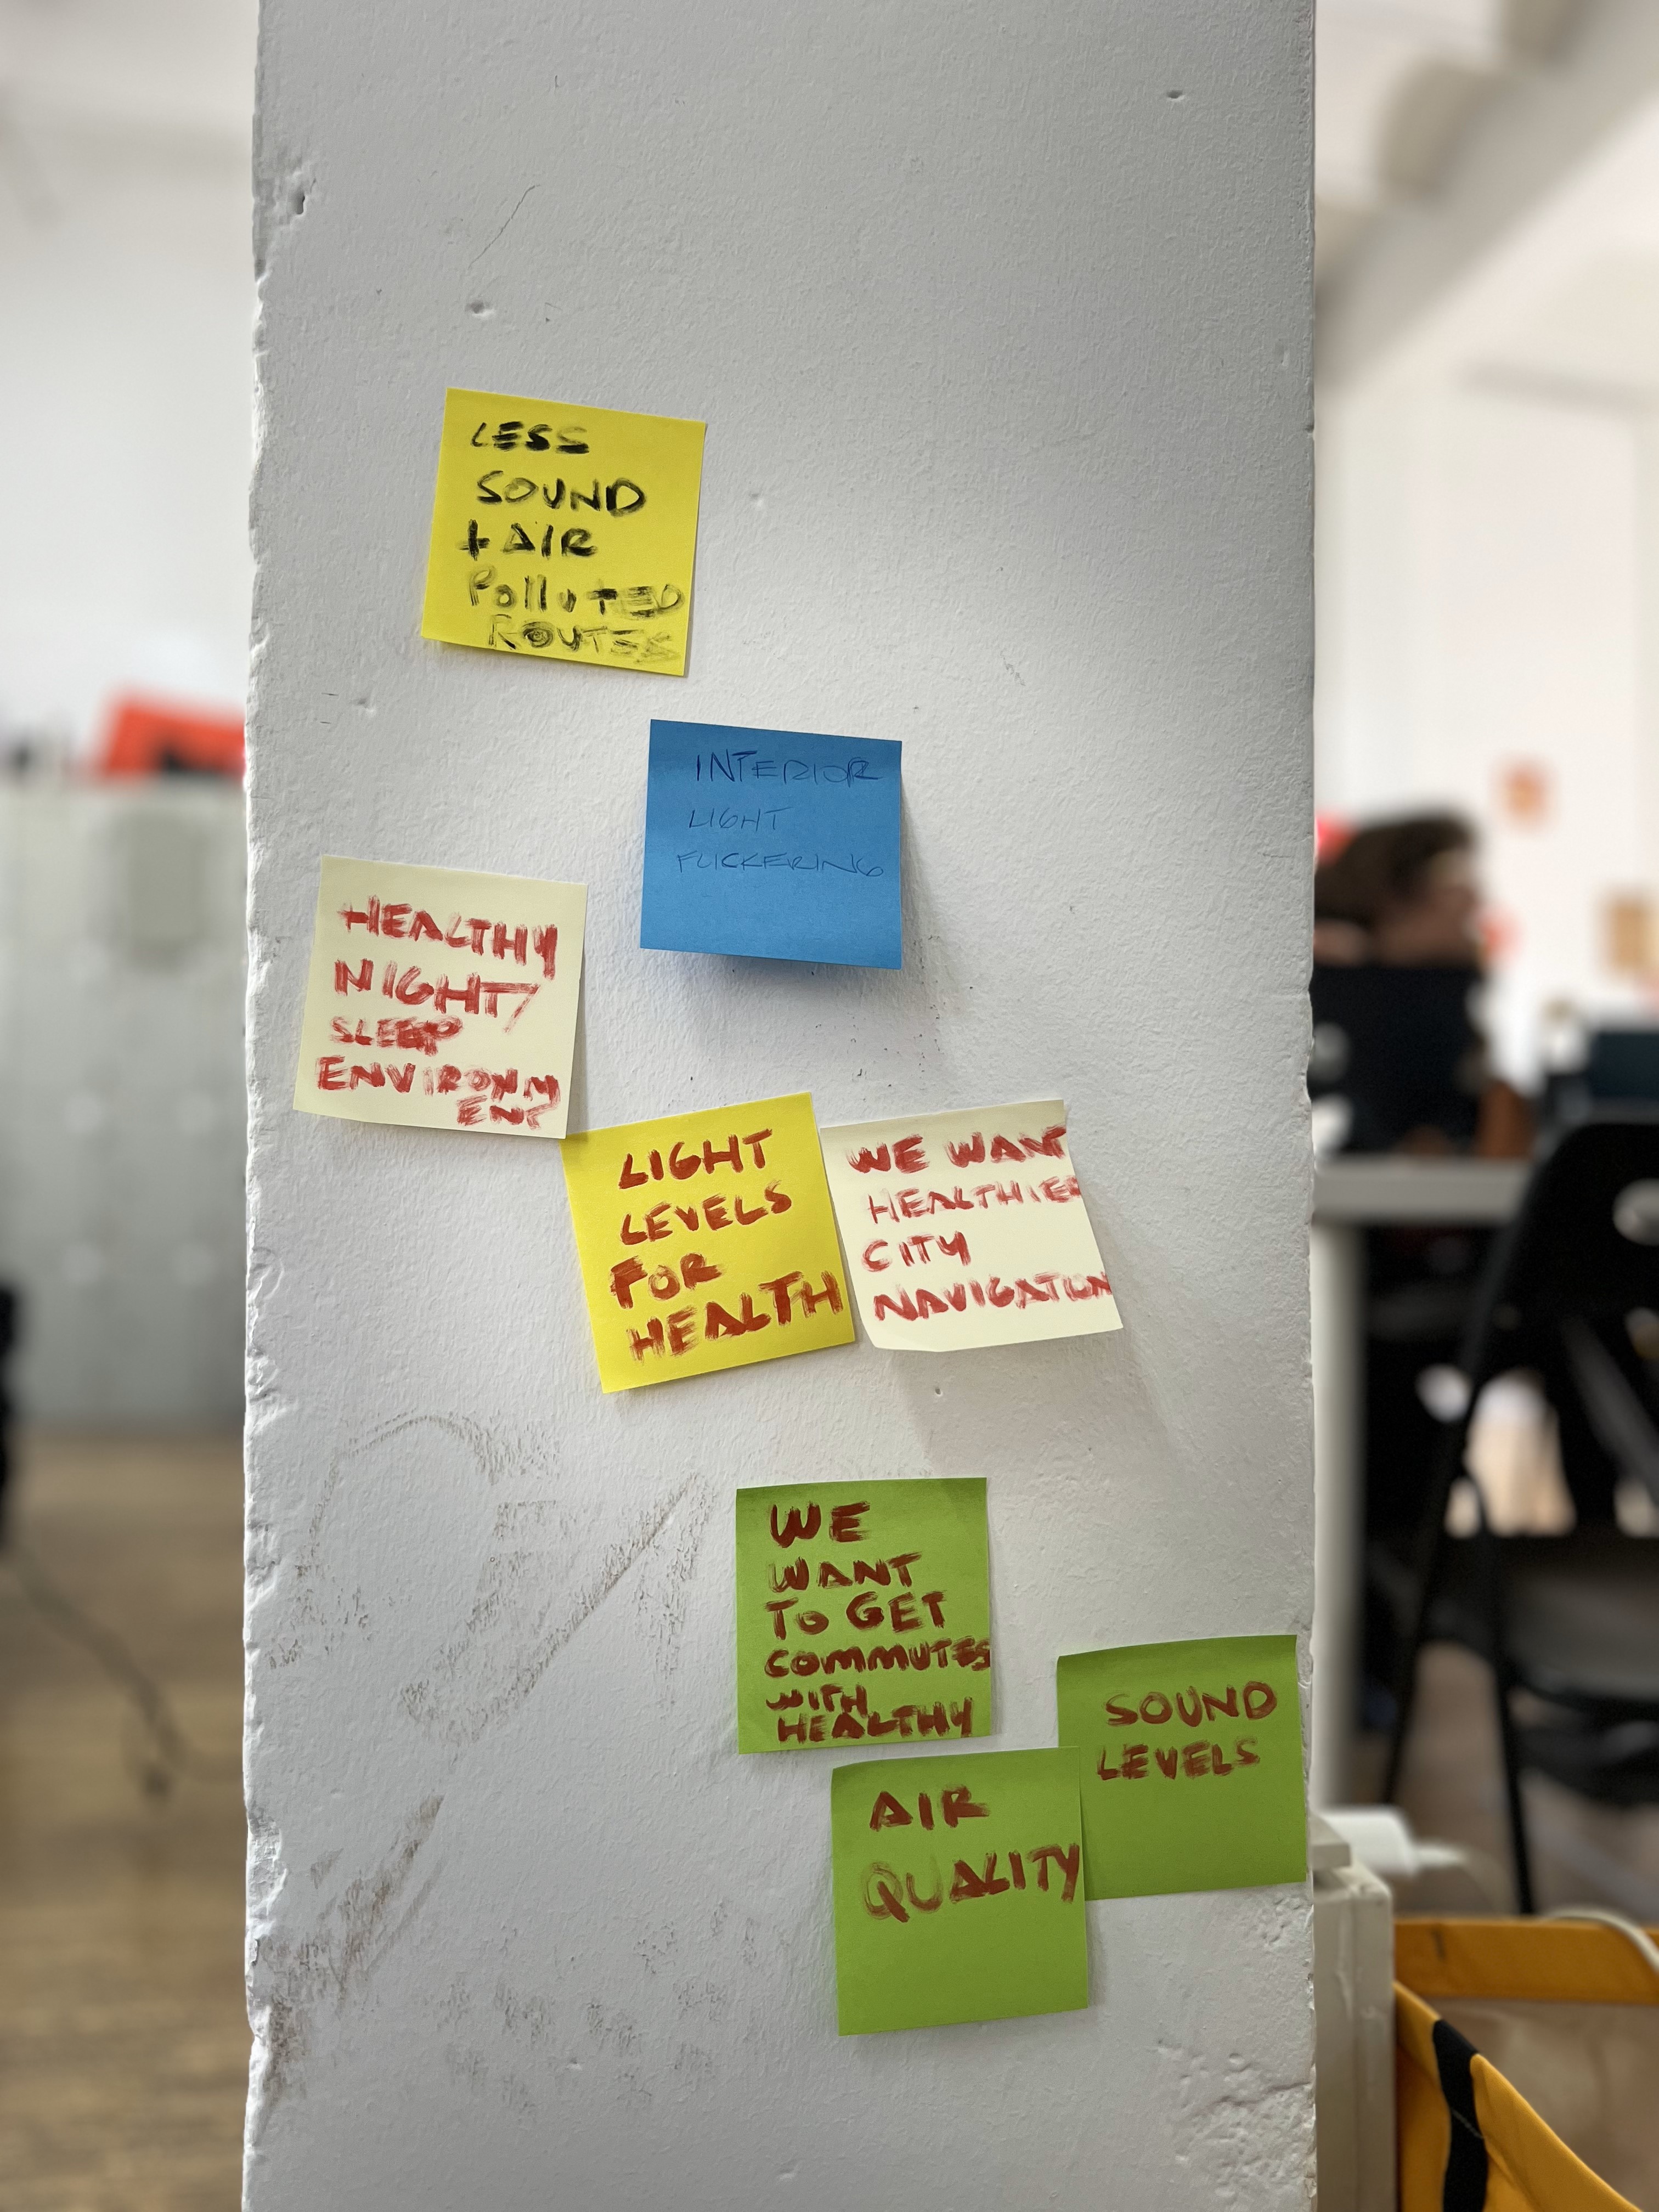 LESS
SOUND
+ AIR
POllUTED
ROUTES
INTERIOR
LIGHT
FLICKERING
HEALTHY
NIGHT/
SLEEP
ENVIRONM
ENT
LIGHT
LEVELS
FOR
HEALTH
WE WANT
HEALTHIER
CITY
NAVIGATION
WE
WANT
TO GET
COMMUTES
WITH
HEALTHY
SOUND
LEVELS
AIR
QUALITY